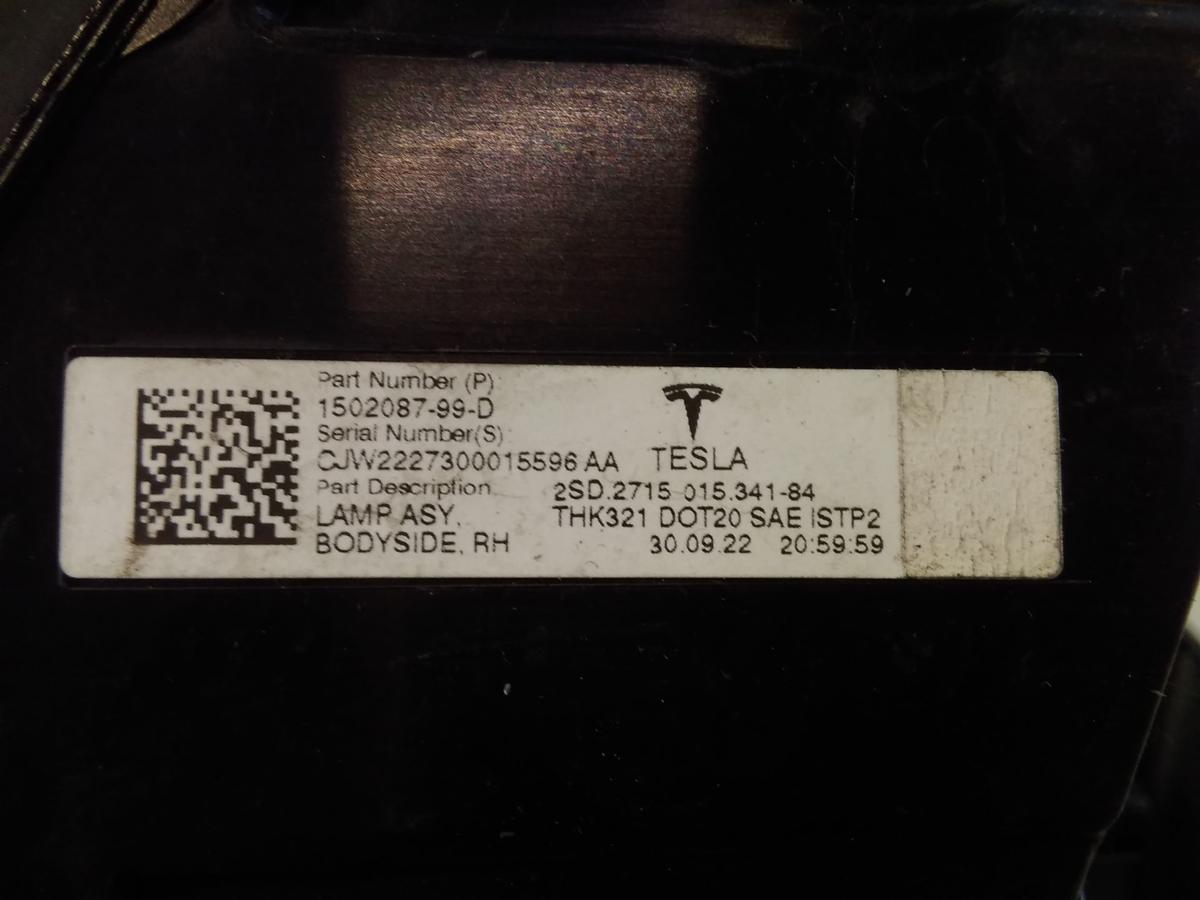 Part Number (P):
1502087-99-D
Serial Number(S):
CJW2227300015596 AA TESLA
Part Description 2SD.2715 015.341-84
LAMP ASY, THK321 DOT20 SAE ISTP2
BODYSIDE, RH 30.09.22 20:59:59